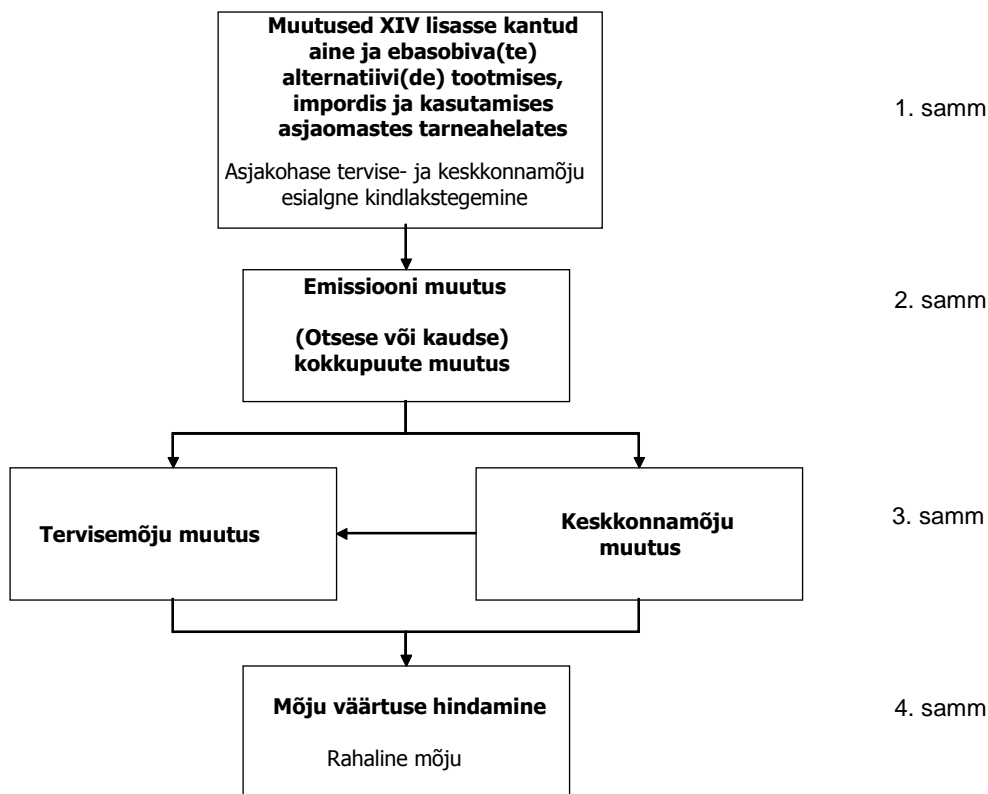 Muutused XIV lisasse kantud
aine ja ebasobiva(te)
alternatiivi(de) tootmises,
impordis ja kasutamises
asjaomastes tarneahelates
1. samm
Asjakohase tervise- ja keskkonnamõju
esialgne kindlakstegemine
Emissiooni muutus
2. samm
(Otsese või kaudse)
kokkupuute muutus
Tervisemõju muutus
Keskkonnamõju
muutus
3. samm
Mõju väärtuse hindamine
4. samm
Rahaline mõju